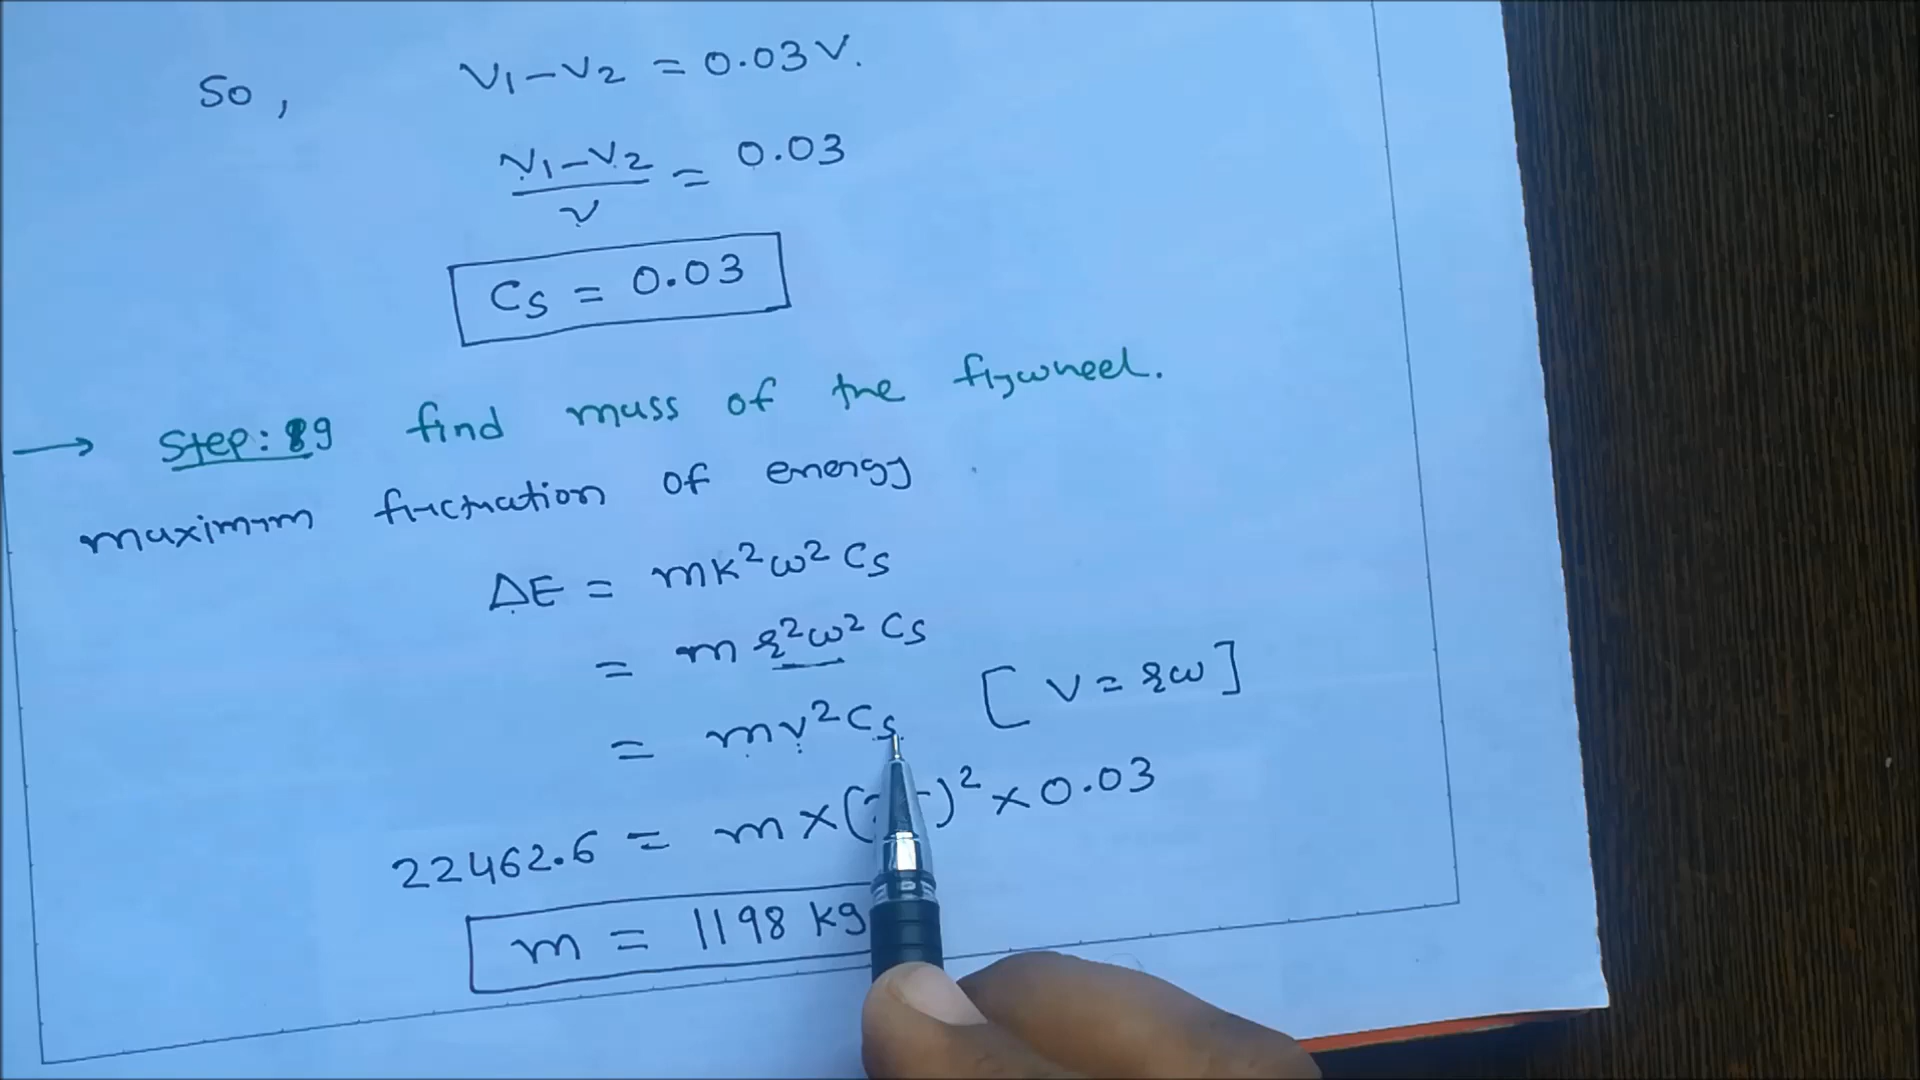 So, V₁-V₂ = 0.03V.
V₁-V₂ / V = 0.03
Cs = 0.03
→ Step: 9 find mass of the flywheel.
maximum fluctuation of energy
ΔE = mk²ω² Cs
= m r²ω² Cs
= mv² Cs [V = rω]
22462.6 = m × ( )² × 0.03
m = 1198 kg